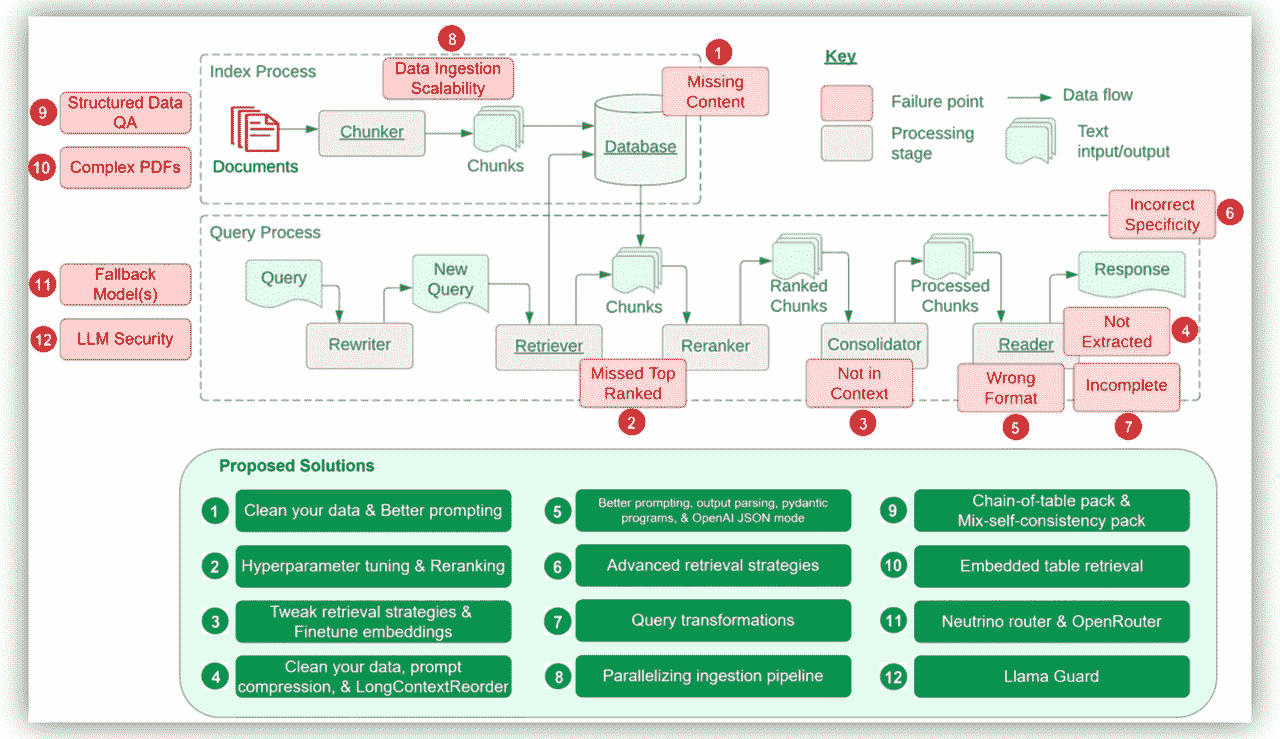 8
1
Index Process
Data Ingestion
Scalability
Missing
Content
Key
Failure point
Data flow
Processing
stage
Text
intput/output
9
Structured Data
QA
10
Complex PDFs
Documents
Chunker
Chunks
Database
Incorrect
Specificity
6
Query Process
11
Fallback
Model(s)
12
LLM Security
Query
New
Query
Chunks
Ranked
Chunks
Processed
Chunks
Response
Rewriter
Retriever
Reranker
Consolidator
Reader
Not
Extracted
4
Missed Top
Ranked
2
Not in
Context
3
Wrong
Format
5
Incomplete
7
Proposed Solutions
1
Clean your data & Better prompting
2
Hyperparameter tuning & Reranking
3
Tweak retrieval strategies &
Finetune embeddings
4
Clean your data, prompt
compression, & LongContextReorder
5
Better prompting, output parsing, pydantic
programs, & OpenAI JSON mode
6
Advanced retrieval strategies
7
Query transformations
8
Parallelizing ingestion pipeline
9
Chain-of-table pack &
Mix-self-consistency pack
10
Embedded table retrieval
11
Neutrino router & OpenRouter
12
Llama Guard